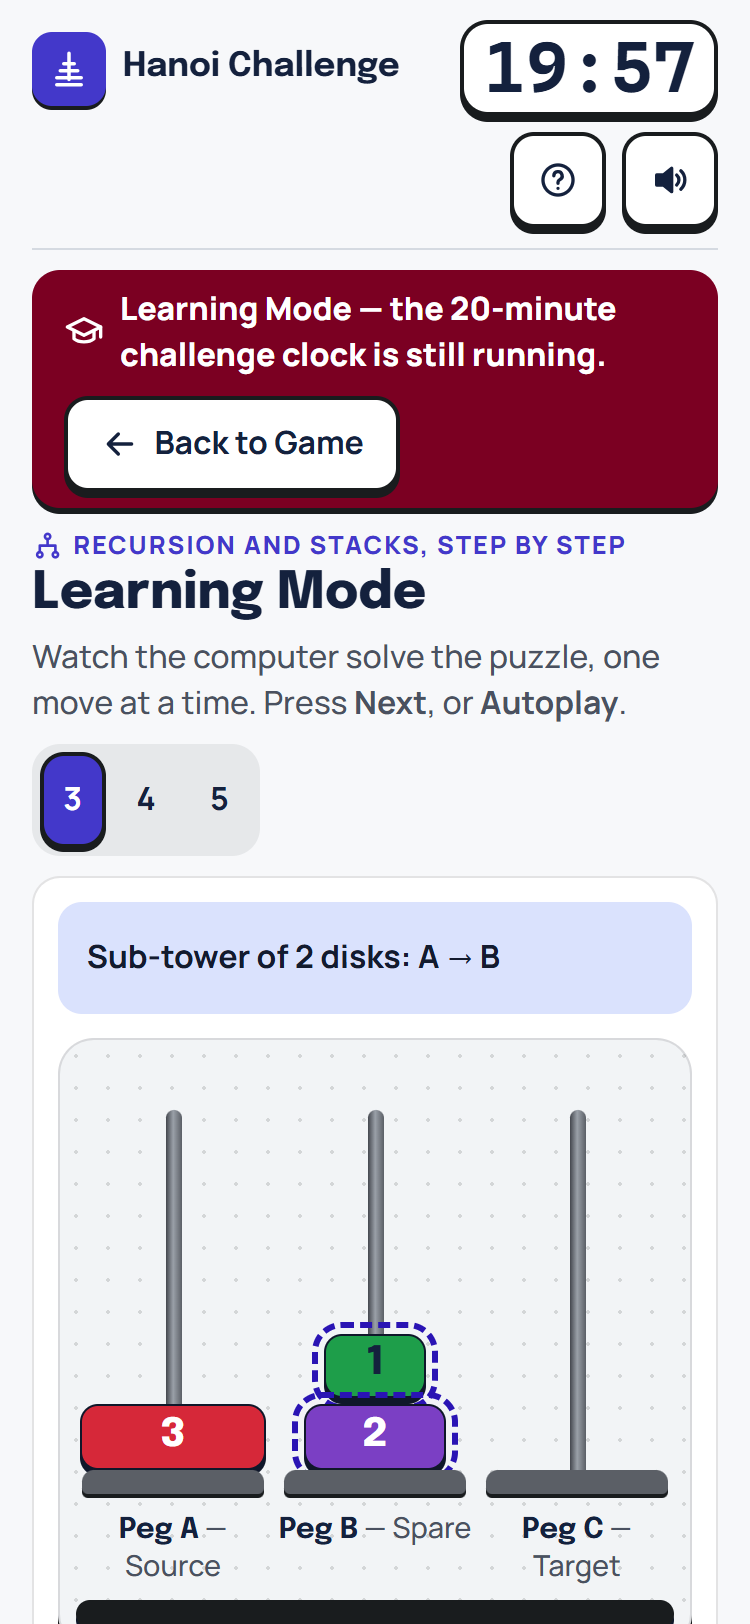 Hanoi Challenge
19:57
Learning Mode — the 20-minute
challenge clock is still running.
Back to Game
RECURSION AND STACKS, STEP BY STEP
Learning Mode
Watch the computer solve the puzzle, one
move at a time. Press Next, or Autoplay.
3 4 5
Sub-tower of 2 disks: A → B
1
3 2
Peg A — Peg B — Spare Peg C —
Source Target